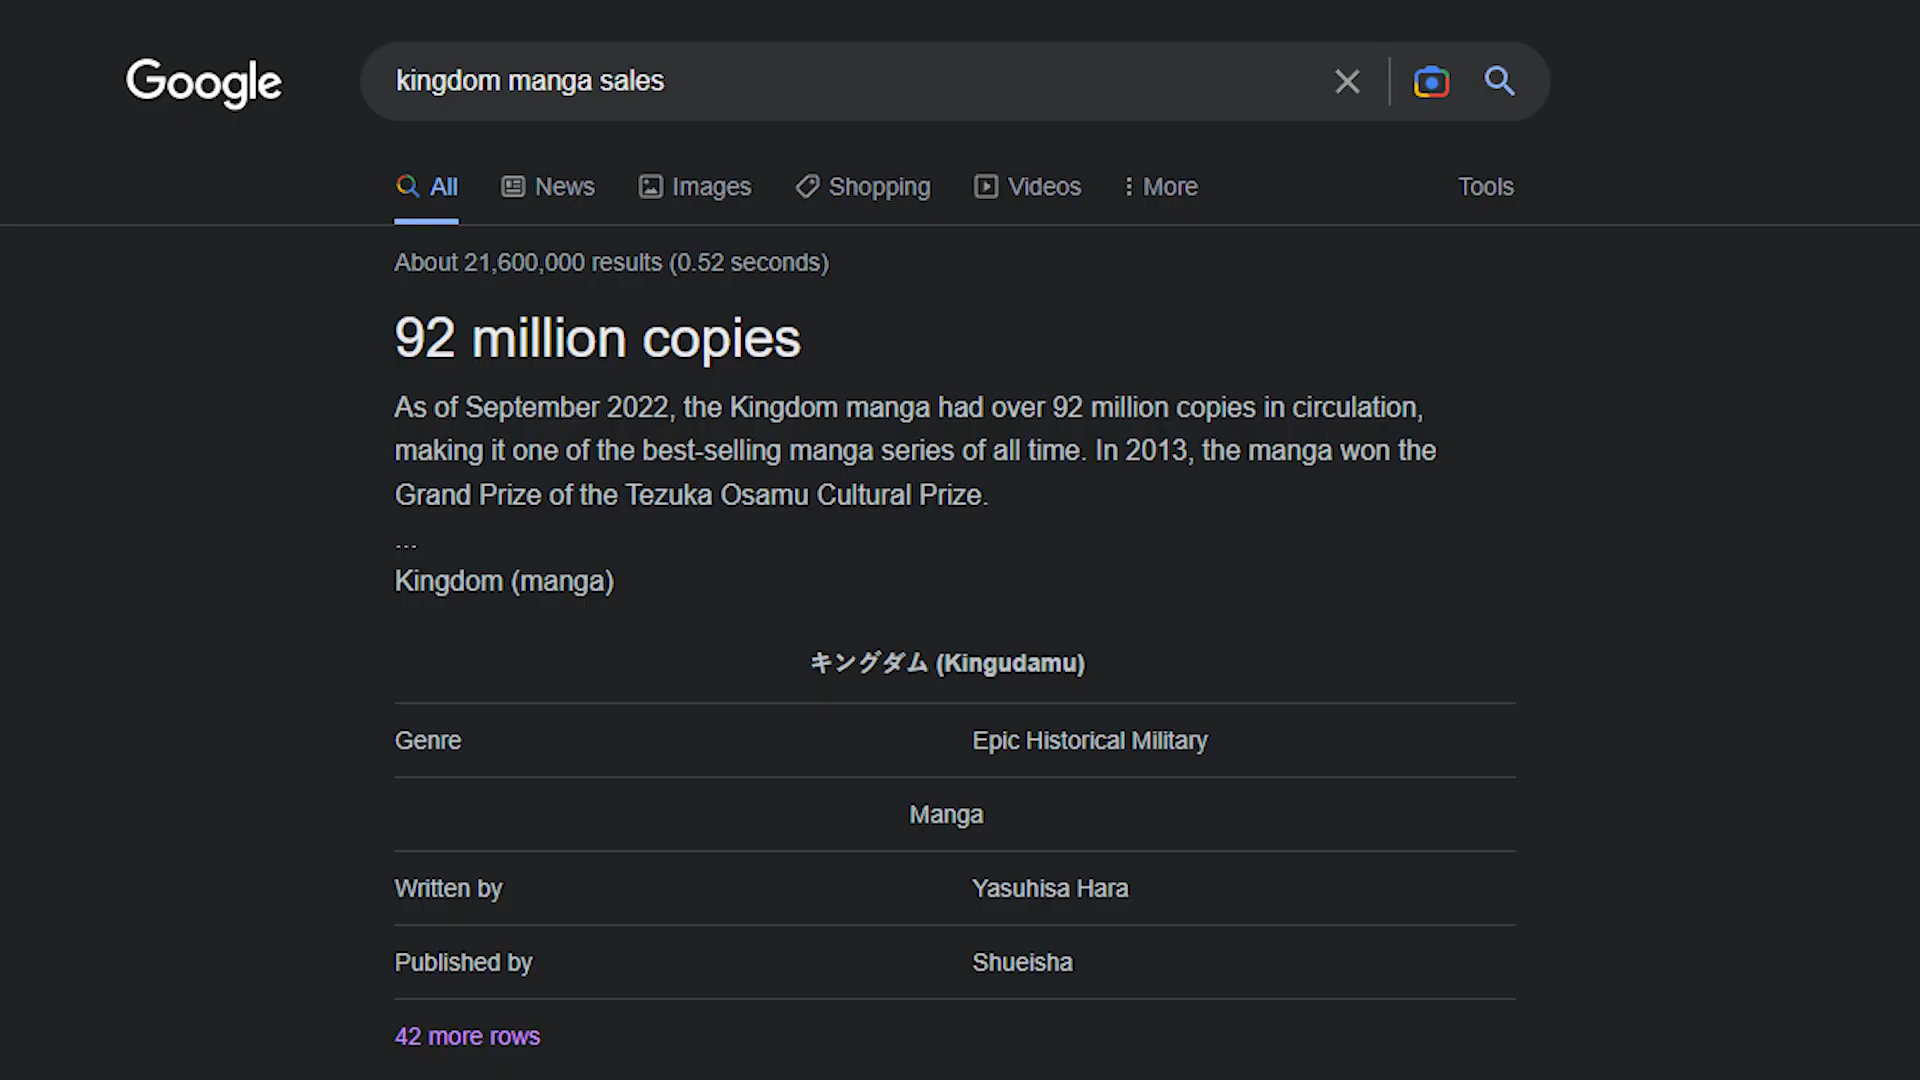 Google
kingdom manga sales
All News Images Shopping Videos More Tools
About 21,600,000 results (0.52 seconds)
92 million copies
As of September 2022, the Kingdom manga had over 92 million copies in circulation,
making it one of the best-selling manga series of all time. In 2013, the manga won the
Grand Prize of the Tezuka Osamu Cultural Prize.
...
Kingdom (manga)
キングダム (Kingudamu)
Genre Epic Historical Military
Manga
Written by Yasuhisa Hara
Published by Shueisha
42 more rows